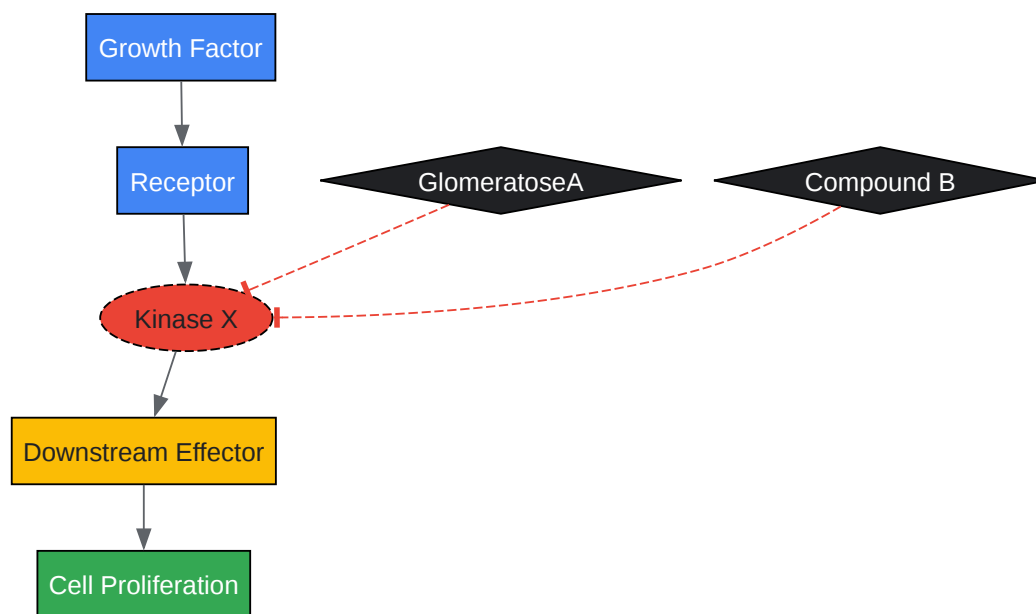 Growth Factor
Receptor
GlomeratoseA
Compound B
Kinase X
Downstream Effector
Cell Proliferation